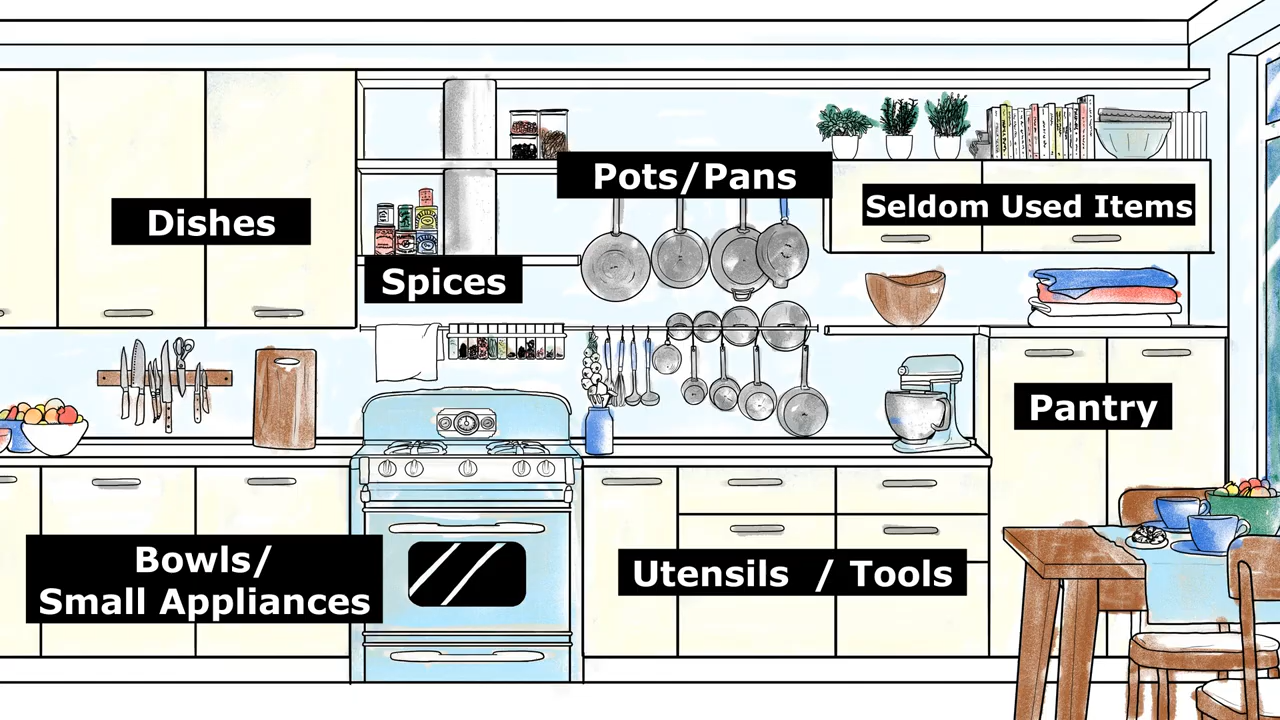 Pots/Pans
Dishes
Seldom Used Items
Spices
Pantry
Bowls/
Small Appliances
Utensils / Tools